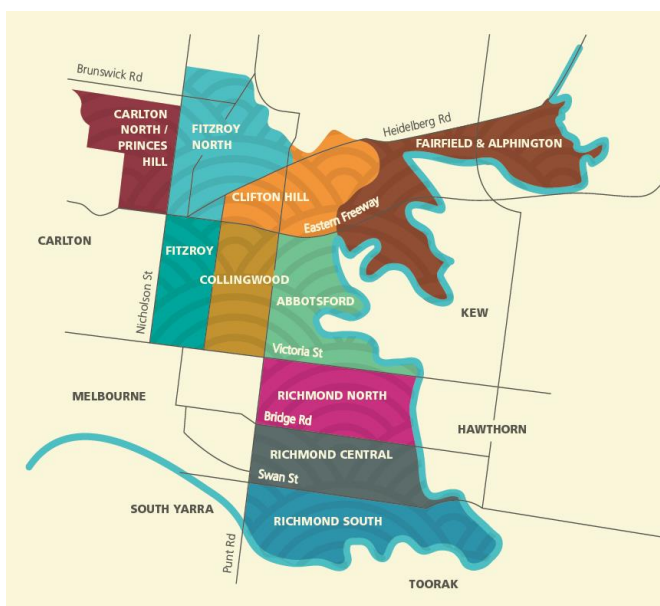 Brunswick Rd
CARLTON
NORTH /
PRINCES
HILL
FITZROY
NORTH
Heidelberg Rd
FAIRFIELD & ALPHINGTON
CLIFTON HILL
Eastern Freeway
CARLTON
FITZROY
COLLINGWOOD
ABBOTSFORD
KEW
Nicholson St
Victoria St
MELBOURNE
RICHMOND NORTH
Bridge Rd
HAWTHORN
RICHMOND CENTRAL
Swan St
SOUTH YARRA
RICHMOND SOUTH
Punt Rd
TOORAK